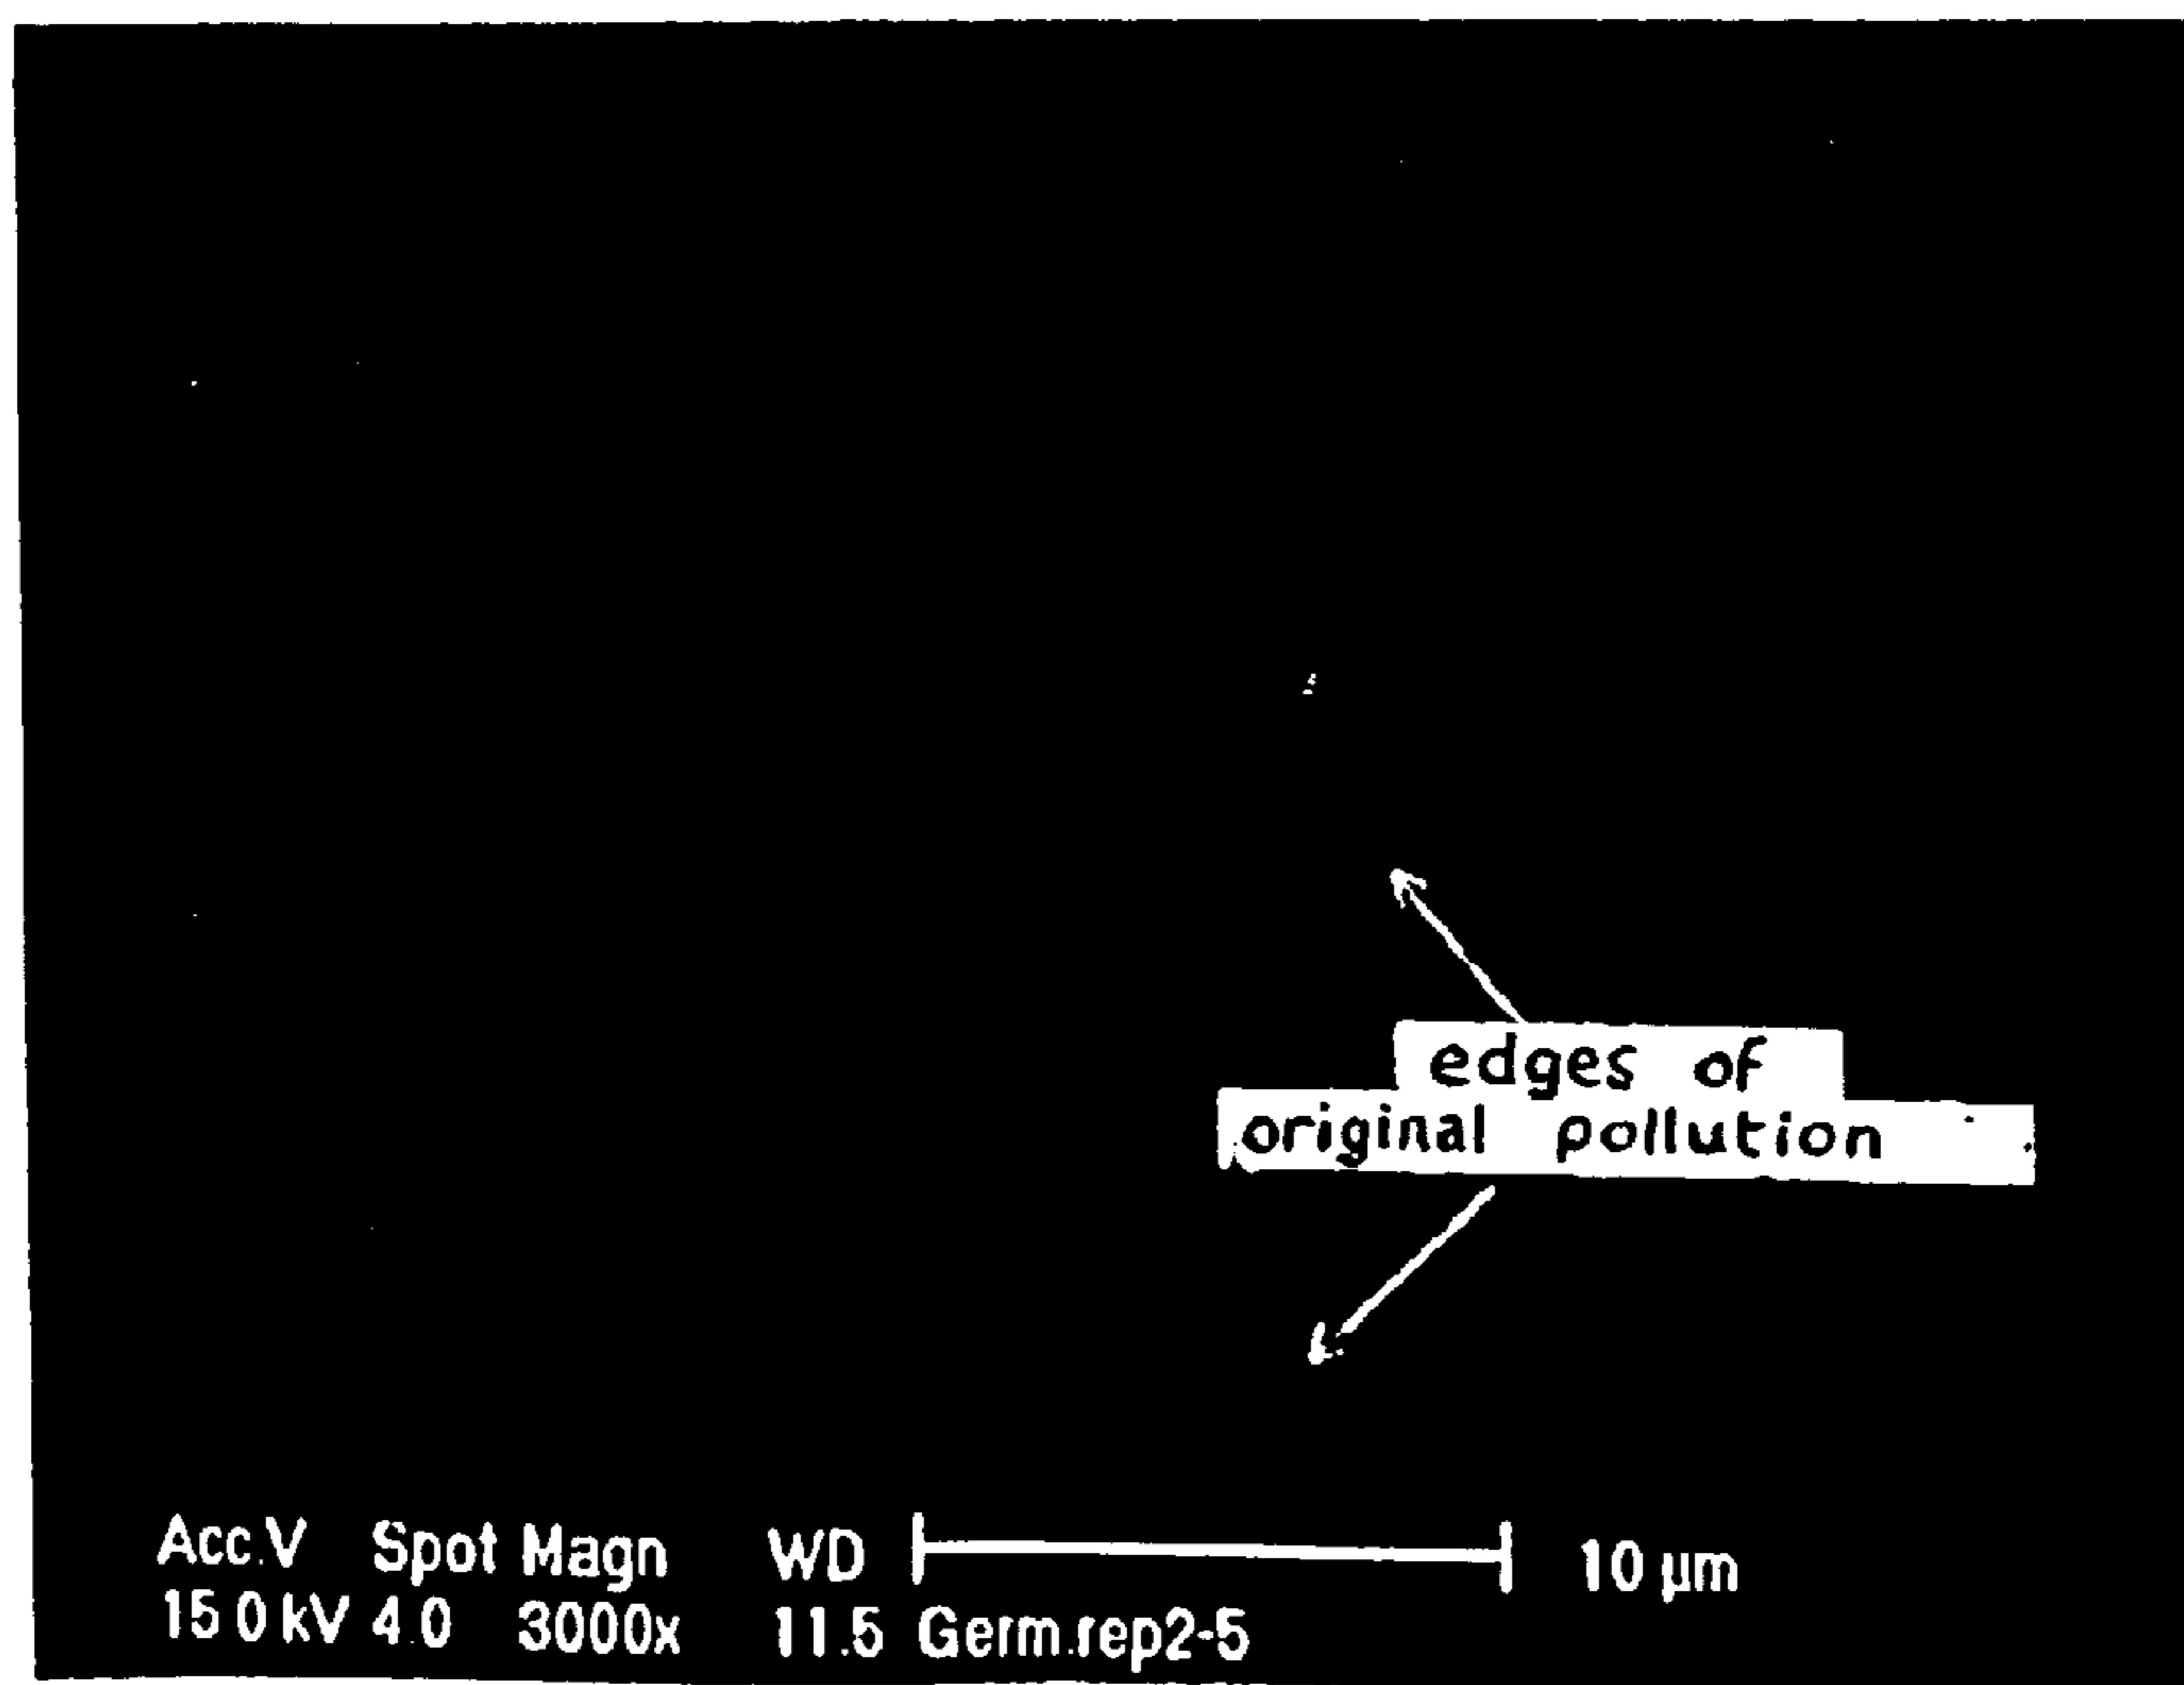 edges of
original pollution
Acc.V Spot Magn WD 10 µm
15 0 kV 4.0 3000x 11.5 Germ.rep2-5